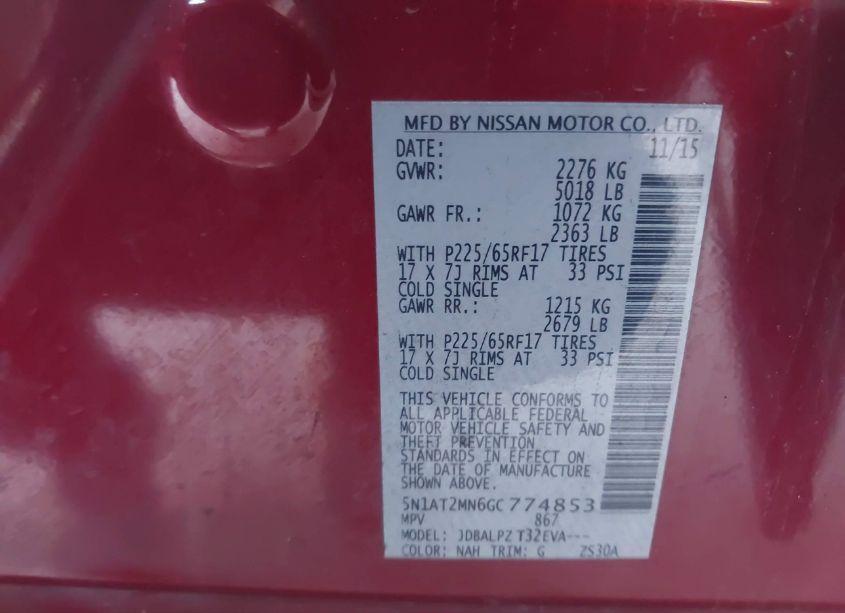 MFD BY NISSAN MOTOR CO., LTD.
DATE: 11/15
GVWR: 2276 KG
5018 LB
GAWR FR.: 1072 KG
2363 LB
WITH P225/65RF17 TIRES
17 X 7J RIMS AT 33 PSI
COLD SINGLE
GAWR RR.: 1215 KG
2679 LB
WITH P225/65RF17 TIRES
17 X 7J RIMS AT 33 PSI
COLD SINGLE
THIS VEHICLE CONFORMS TO
ALL APPLICABLE FEDERAL
MOTOR VEHICLE SAFETY AND
THEFT PREVENTION
STANDARDS IN EFFECT ON
THE DATE OF MANUFACTURE
SHOWN ABOVE.
5N1AT2MN6GC774853
MPV 867
MODEL: JDBALPZ T32EVA---
COLOR: NAH TRIM: G ZS30A